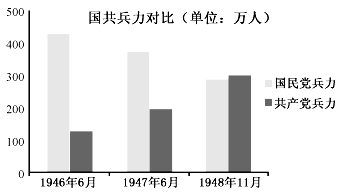 国共兵力对比（单位：万人）
500
400
300
200
100
0
国民党兵力
共产党兵力
1946年6月
1947年6月
1948年11月